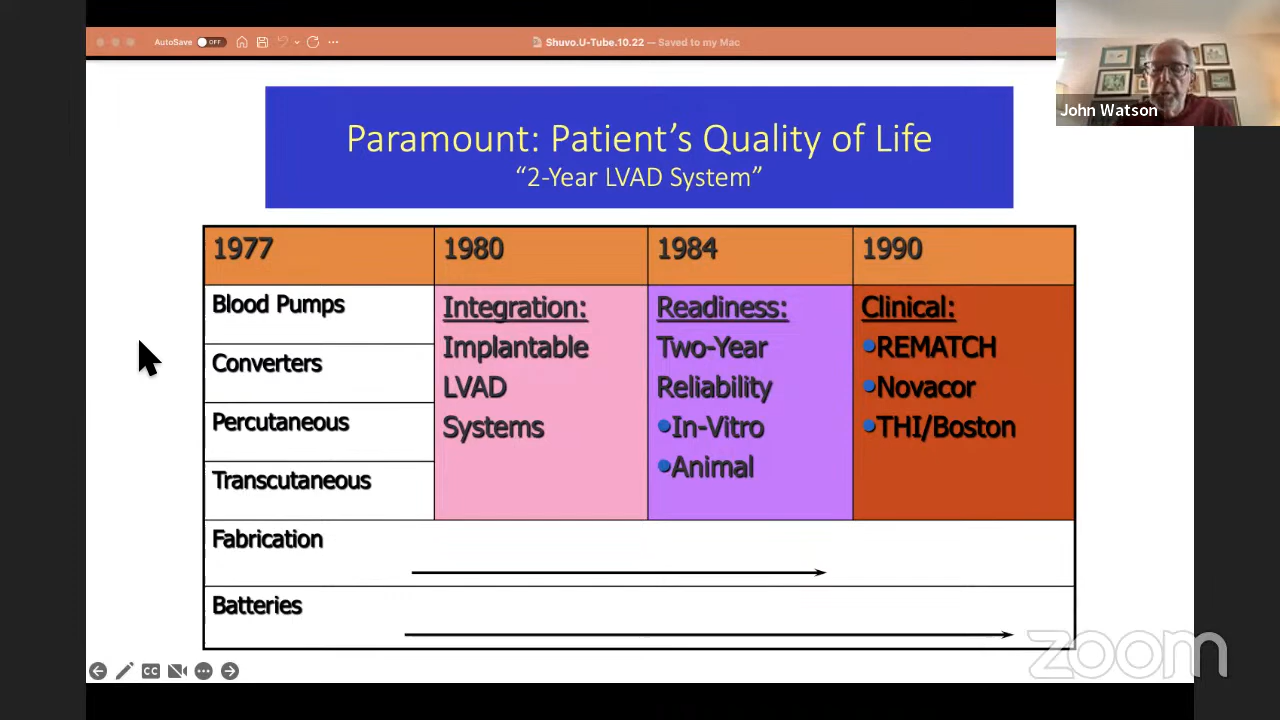 AutoSave OFF
Shuvo.U-Tube.10.22 — Saved to my Mac
John Watson
Paramount: Patient’s Quality of Life
“2-Year LVAD System”
1977
1980
1984
1990
Blood Pumps
Converters
Percutaneous
Transcutaneous
Integration:
Implantable
LVAD
Systems
Readiness:
Two-Year
Reliability
•In-Vitro
•Animal
Clinical:
•REMATCH
•Novacor
•THI/Boston
Fabrication
Batteries
CC
zoom